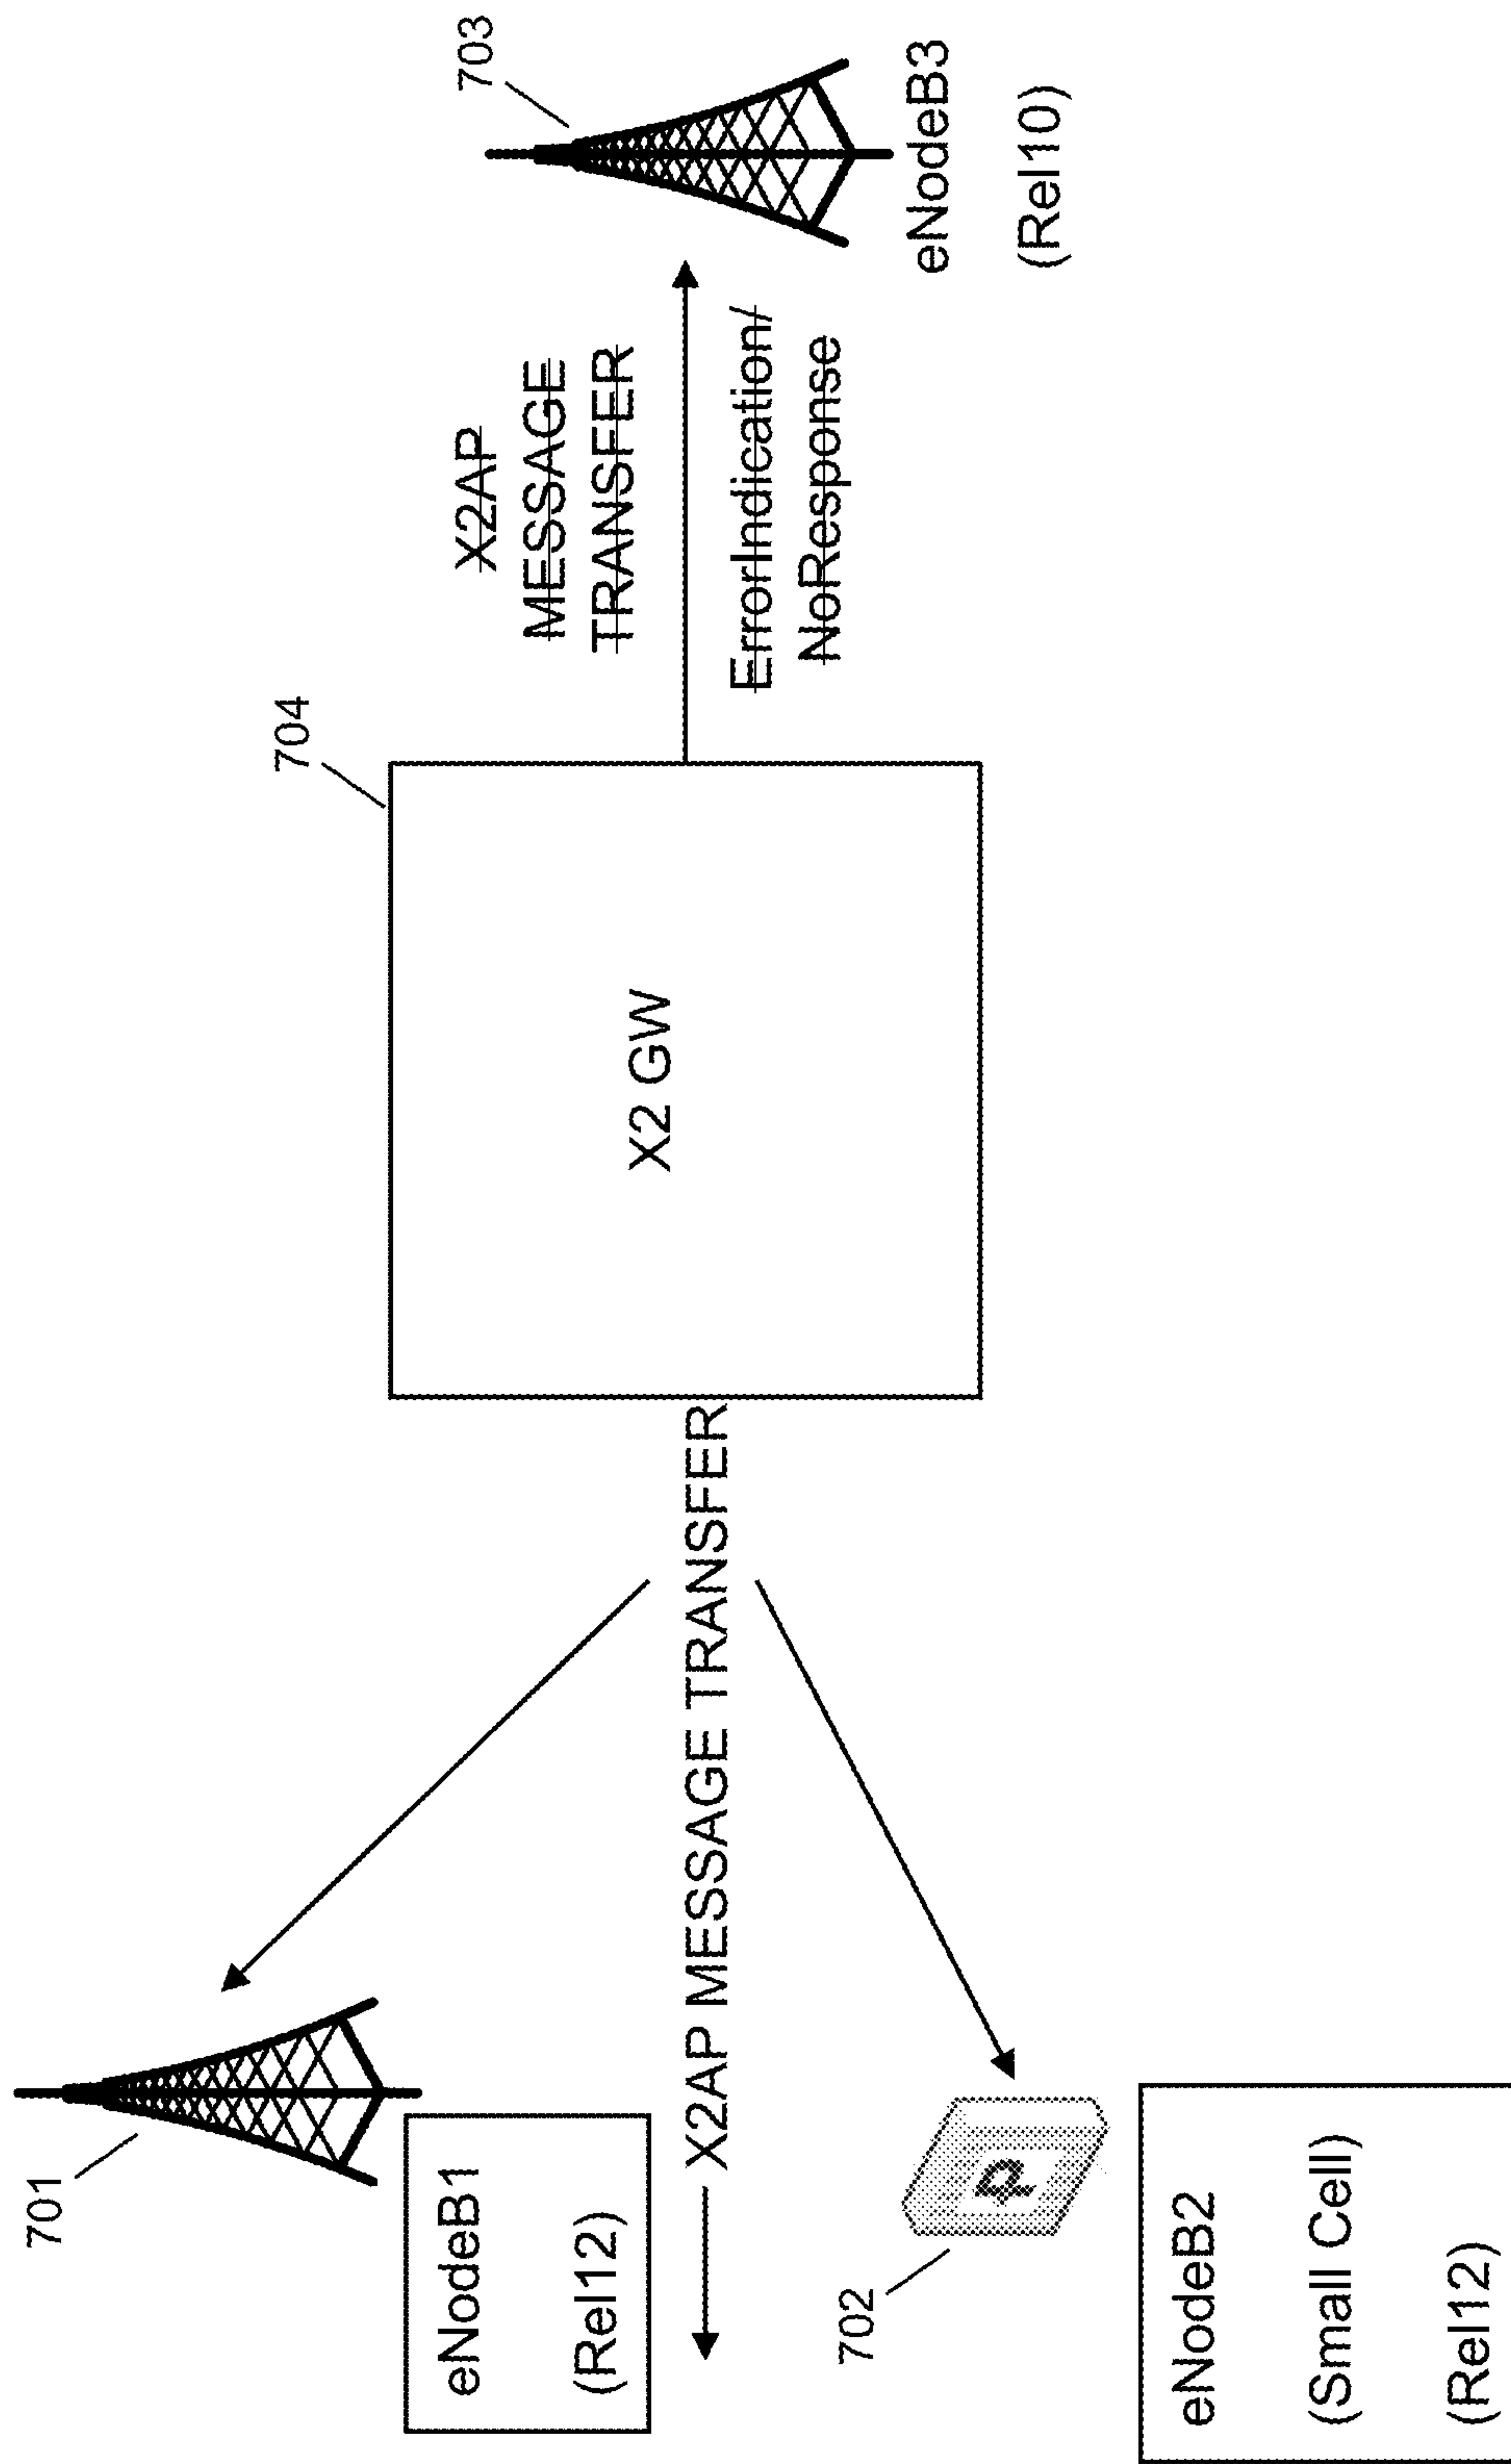 701
eNodeB1
(Rel12)
X2AP MESSAGE TRANSFER
702
eNodeB2
(Small Cell)
(Rel12)
704
X2 GW
X2AP
MESSAGE
TRANSFER
ErrorIndication/
NoResponse
703
eNodeB3
(Rel10)